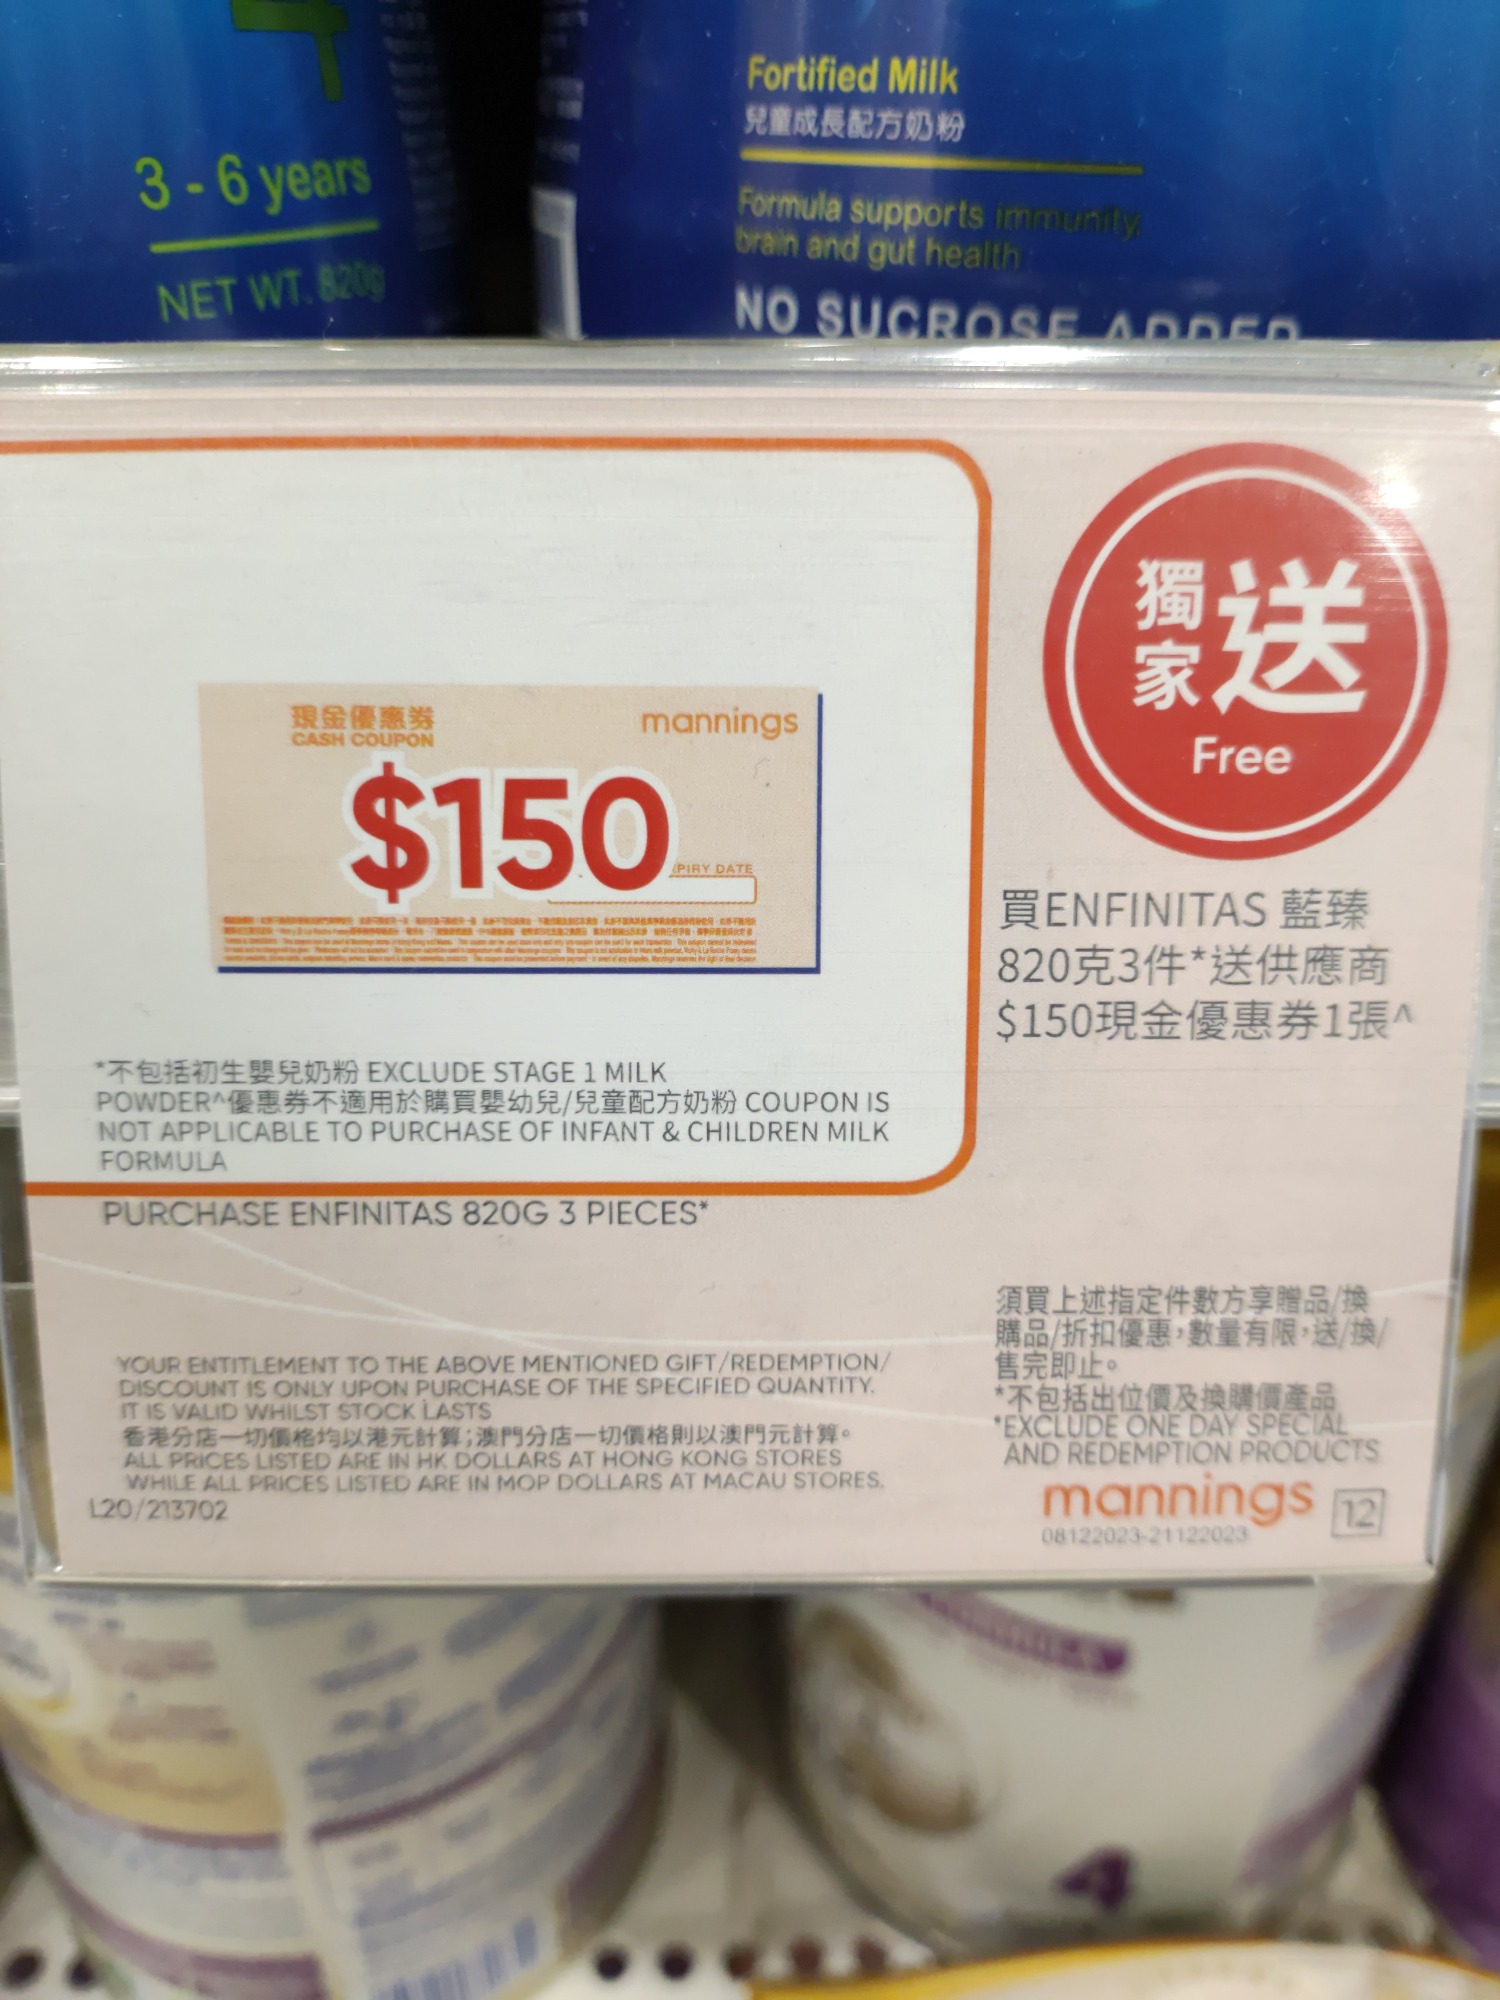 3 - 6 years
NET WT. 820g
Fortified Milk
兒童成長配方奶粉
Formula supports immunity,
brain and gut health
NO SUCROSE ADDED
現金優惠券
CASH COUPON
mannings
$150
PIRY DATE
*不包括初生嬰兒奶粉 EXCLUDE STAGE 1 MILK
POWDER^優惠券不適用於購買嬰幼兒/兒童配方奶粉 COUPON IS
NOT APPLICABLE TO PURCHASE OF INFANT & CHILDREN MILK
FORMULA
PURCHASE ENFINITAS 820G 3 PIECES*
獨家送
Free
買ENFINITAS 藍臻
820克3件*送供應商
$150現金優惠券1張^
YOUR ENTITLEMENT TO THE ABOVE MENTIONED GIFT/REDEMPTION/
DISCOUNT IS ONLY UPON PURCHASE OF THE SPECIFIED QUANTITY.
IT IS VALID WHILST STOCK LASTS
香港分店一切價格均以港元計算;澳門分店一切價格則以澳門元計算。
ALL PRICES LISTED ARE IN HK DOLLARS AT HONG KONG STORES
WHILE ALL PRICES LISTED ARE IN MOP DOLLARS AT MACAU STORES.
L20/213702
須買上述指定件數方享贈品/換
購品/折扣優惠,數量有限,送/換/
售完即止。
*不包括出位價及換購價產品
*EXCLUDE ONE DAY SPECIAL
AND REDEMPTION PRODUCTS
mannings 12
08122023-21122023
4